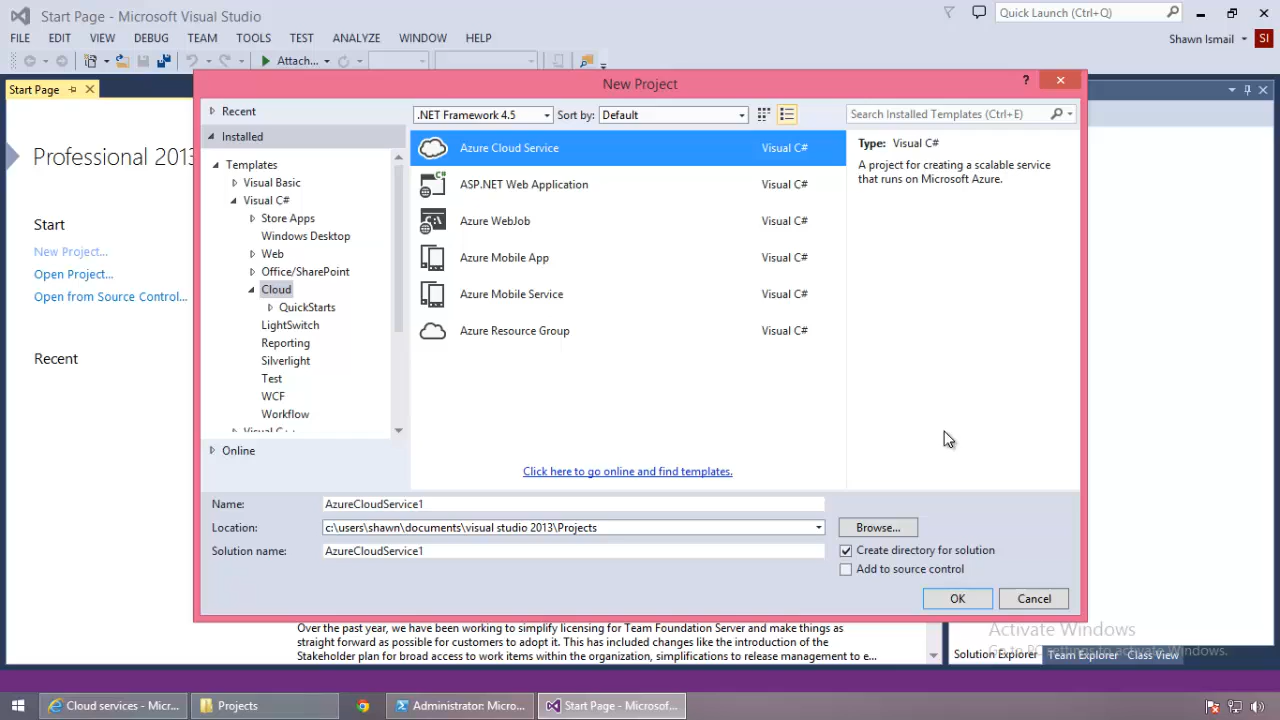 Start Page - Microsoft Visual Studio
Quick Launch (Ctrl+Q)
FILE EDIT VIEW DEBUG TEAM TOOLS TEST ANALYZE WINDOW HELP
Shawn Ismail SI
Attach...
Start Page
New Project
?
Professional 2013
Start
New Project...
Open Project...
Open from Source Control...
Recent
Recent
Installed
Templates
Visual Basic
Visual C#
Store Apps
Windows Desktop
Web
Office/SharePoint
Cloud
QuickStarts
LightSwitch
Reporting
Silverlight
Test
WCF
Workflow
Visual C++
Online
.NET Framework 4.5 Sort by: Default
Azure Cloud Service Visual C#
ASP.NET Web Application Visual C#
Azure WebJob Visual C#
Azure Mobile App Visual C#
Azure Mobile Service Visual C#
Azure Resource Group Visual C#
Click here to go online and find templates.
Search Installed Templates (Ctrl+E)
Type: Visual C#
A project for creating a scalable service
that runs on Microsoft Azure.
Name: AzureCloudService1
Location: c:\users\shawn\documents\visual studio 2013\Projects Browse...
Solution name: AzureCloudService1 Create directory for solution
Add to source control
OK Cancel
Over the past year, we have been working to simplify licensing for Team Foundation Server and make things as
straight forward as possible for customers to adopt it. This has included changes like the introduction of the
Stakeholder plan for broad access to work items within the organization, simplifications to release management to e...
Activate Windows
Go to PC settings to activate Windows.
Solution Explorer Team Explorer Class View
Cloud services - Micr... Projects Administrator: Micro... Start Page - Microsof...